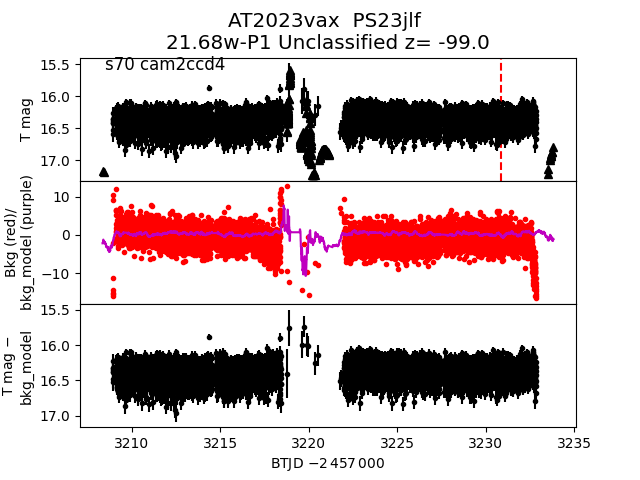 AT2023vax  PS23jlf
21.68w-P1 Unclassified z= -99.0
s70 cam2ccd4
T mag
15.5
16.0
16.5
17.0
Bkg (red)/
bkg_model (purple)
10
0
−10
T mag −
bkg_model
15.5
16.0
16.5
17.0
3210
3215
3220
3225
3230
3235
BTJD −2 457 000